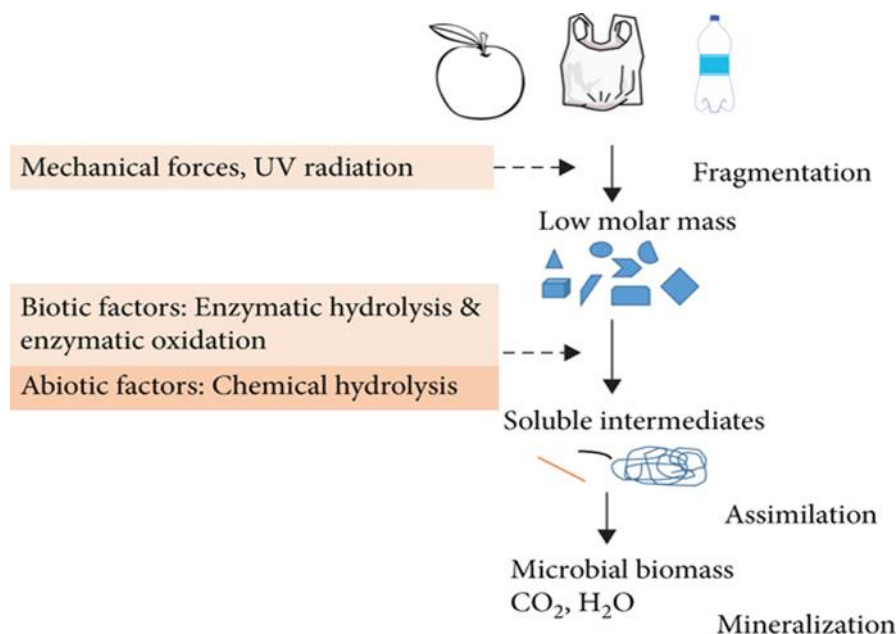 Mechanical forces, UV radiation
Fragmentation
Low molar mass
Biotic factors: Enzymatic hydrolysis &
enzymatic oxidation
Abiotic factors: Chemical hydrolysis
Soluble intermediates
Assimilation
Microbial biomass
CO₂, H₂O
Mineralization